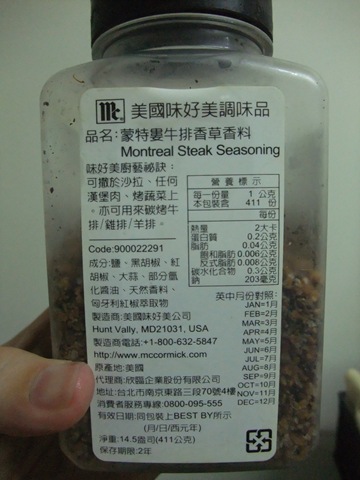 Mc 美國味好美調味品
品名:蒙特婁牛排香草香料
Montreal Steak Seasoning
味好美廚藝祕訣:
可撒於沙拉、任何
漢堡肉、烤蔬菜上
。亦可用來碳烤牛
排/雞排/羊排。
營養標示
每一份量 1 公克
本包裝含 411 份
每份
熱量 2大卡
蛋白質 0.2公克
脂肪 0.04公克
飽和脂肪 0.006公克
反式脂肪 0.008公克
碳水化合物 0.3公克
鈉 203毫克
Code:900022291
成分:鹽、黑胡椒、紅
胡椒、大蒜、部分氫
化醬油、天然香料、
匈牙利紅椒萃取物
製造商:美國味好美公司
Hunt Vally, MD21031, USA
製造商電話:+1-800-632-5847
http://www.mccormick.com
原產地:美國
代理商:欣臨企業股份有限公司
地址:台北市南京東路三段70號4樓
消費者服務專線:0800-095-555
有效日期:同包裝上BEST BY所示
(月/日/西元年)
淨重:14.5盎司(411公克)
保存期限:2年
英中月份對照:
JAN=1月
FEB=2月
MAR=3月
APR=4月
MAY=5月
JUN=6月
JUL=7月
AUG=8月
SEP=9月
OCT=10月
NOV=11月
DEC=12月